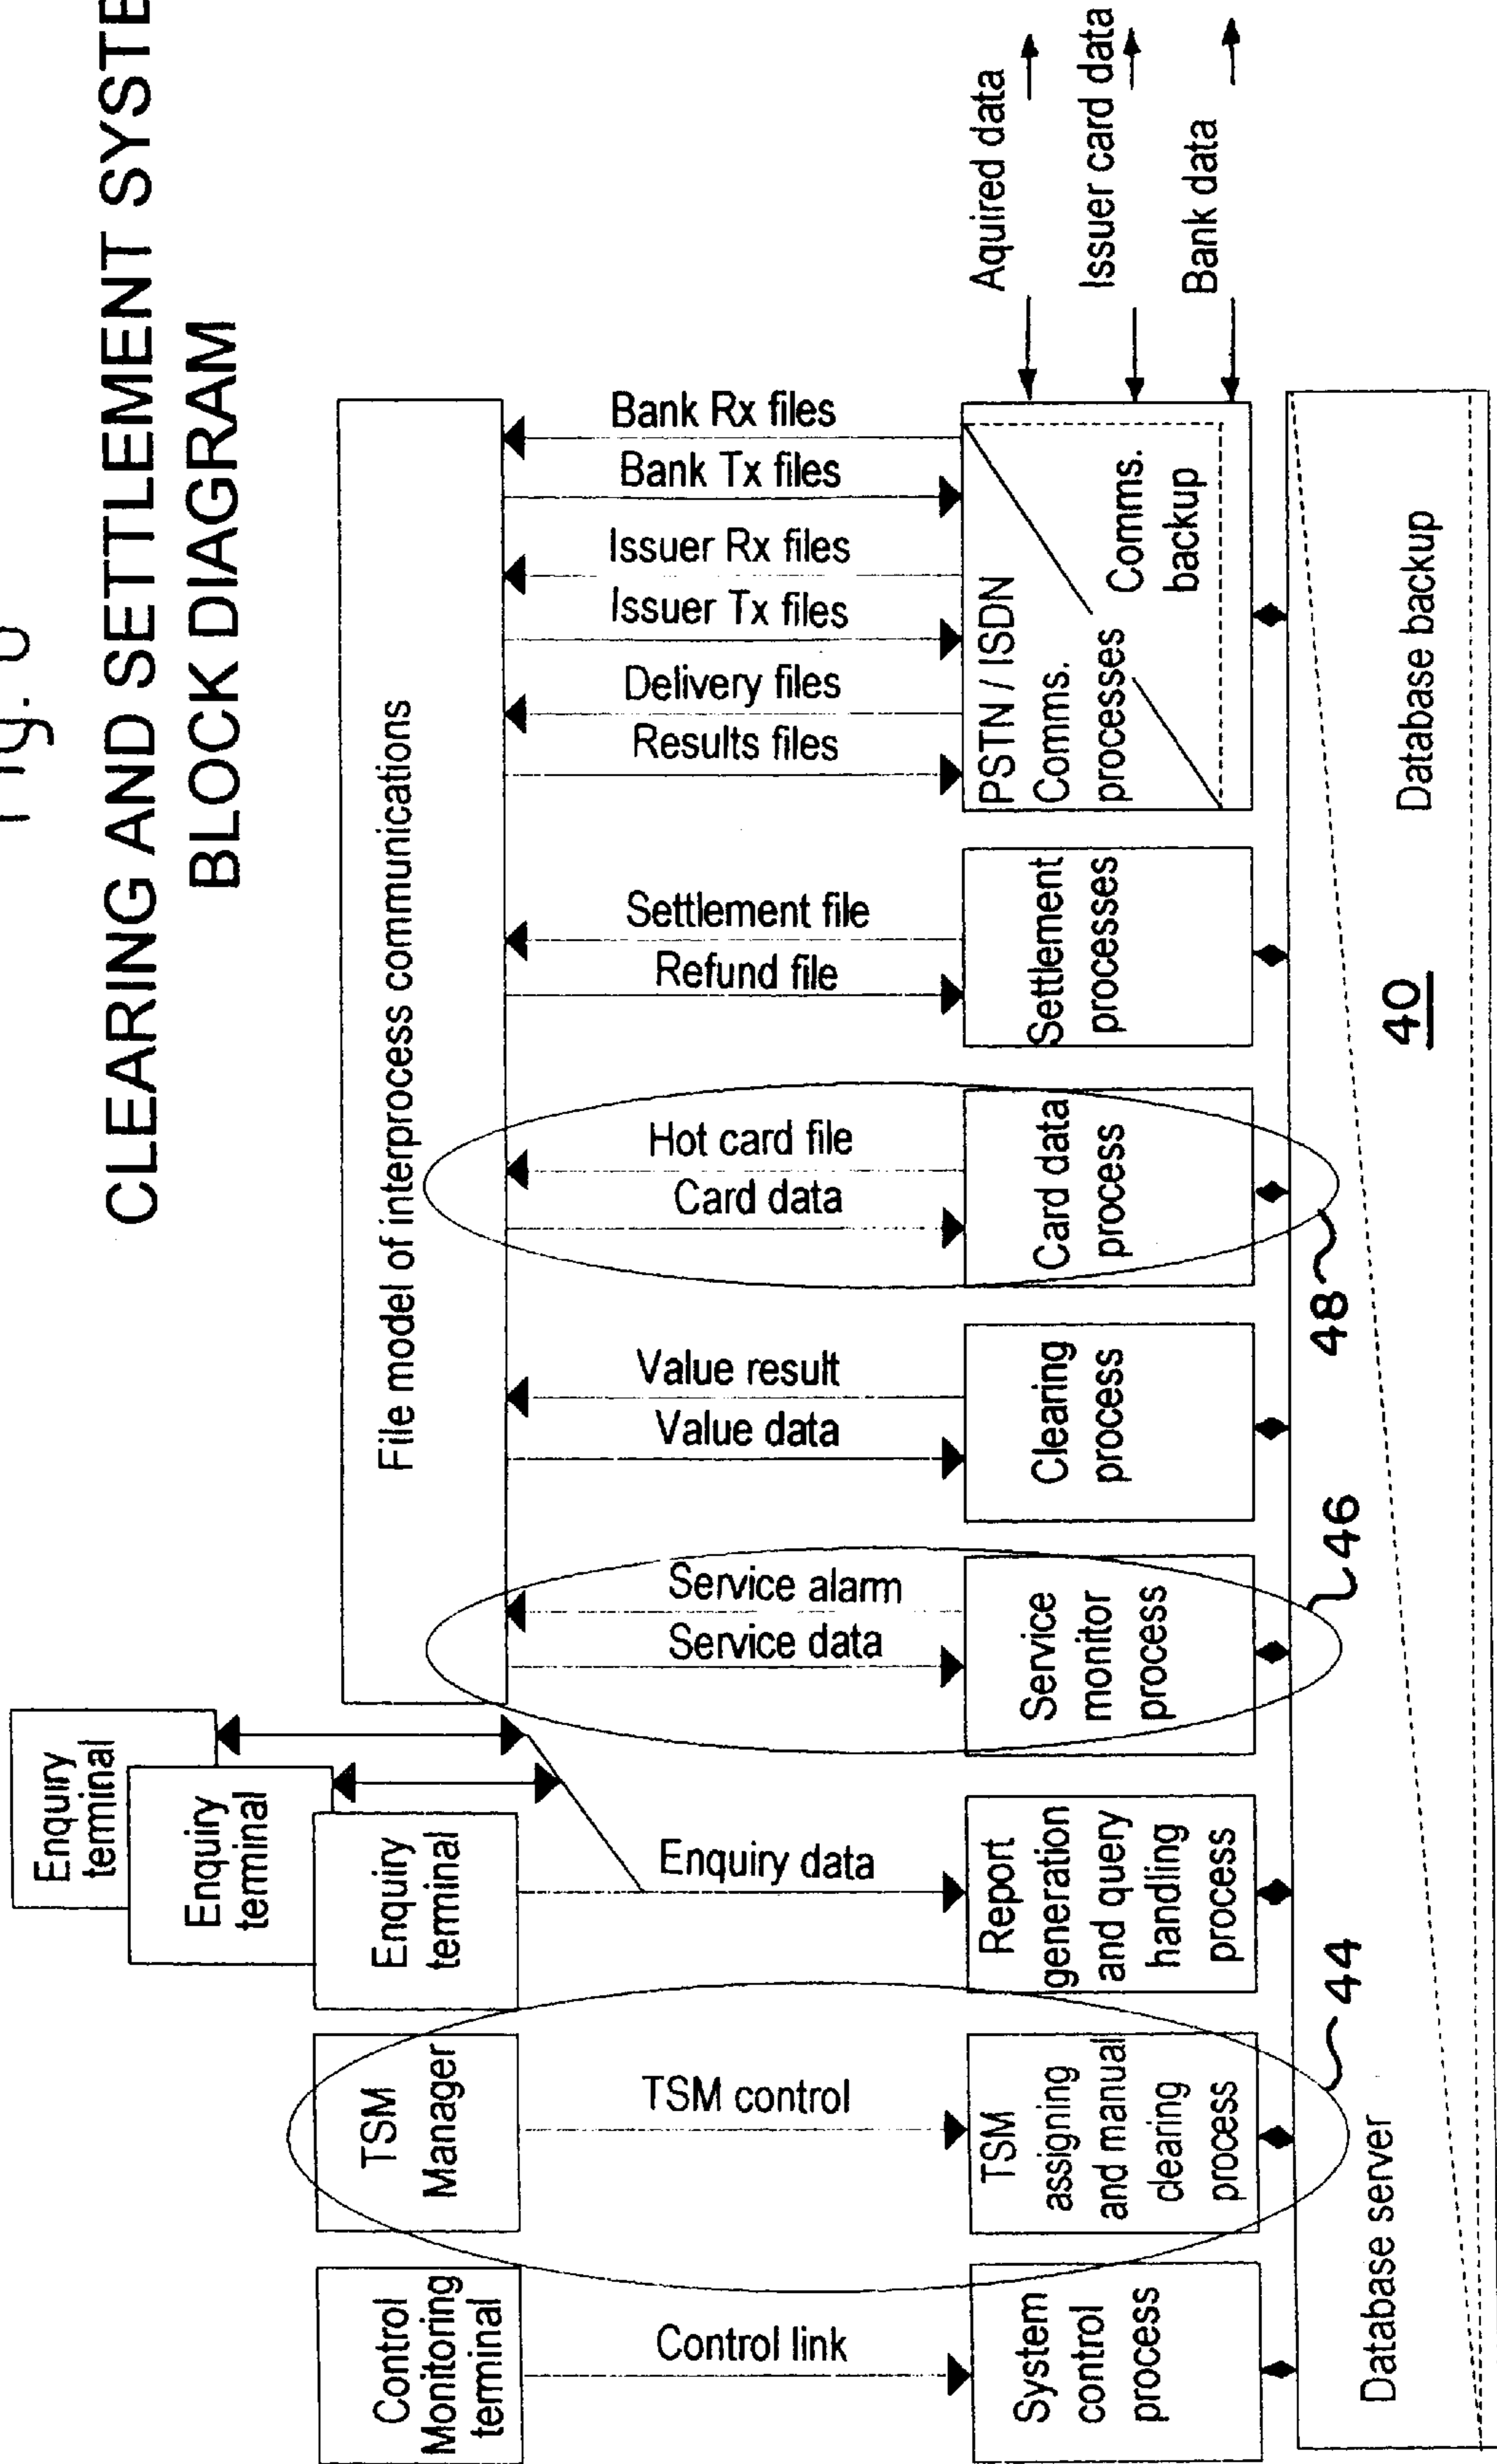 CLEARING AND SETTLEMENT SYSTE
BLOCK DIAGRAM
Enquiry
terminal
Enquiry
terminal
Enquiry
terminal
Control
Monitoring
terminal
TSM
Manager
File model of interprocess communications
Control link
TSM control
Enquiry data
Service alarm
Service data
Value result
Value data
Hot card file
Card data
Settlement file
Refund file
Bank Rx files
Bank Tx files
Issuer Rx files
Issuer Tx files
Delivery files
Results files
System
control
process
TSM
assigning
and manual
clearing
process
Report
generation
and query
handling
process
Service
monitor
process
Clearing
process
Card data
process
Settlement
processes
PSTN / ISDN
Comms.
processes
Comms.
backup
Aquired data
Issuer card data
Bank data
44
46
48
Database server
40
Database backup